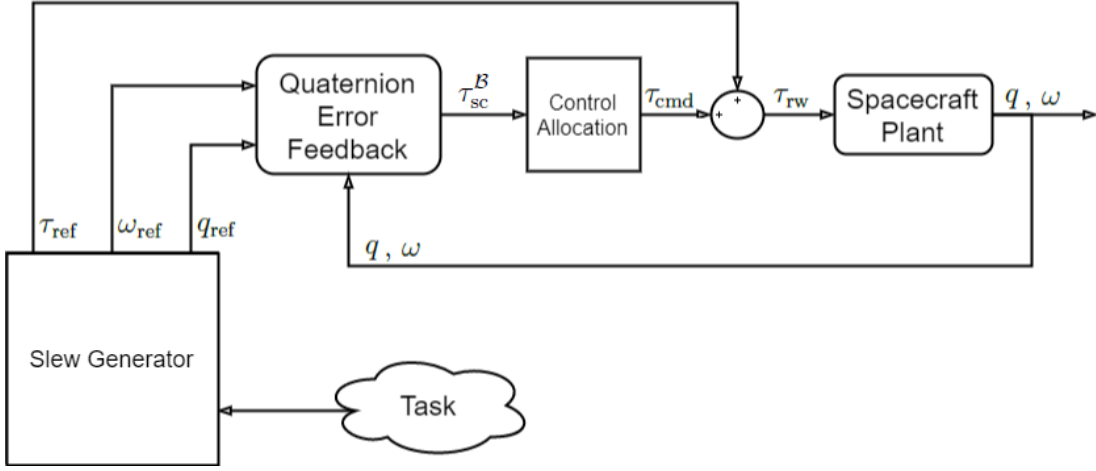 Quaternion
Error
Feedback
τ_sc^ℬ
Control
Allocation
τ_cmd
+
+
τ_rw
Spacecraft
Plant
q , ω
τ_ref
ω_ref
q_ref
q , ω
Slew Generator
Task